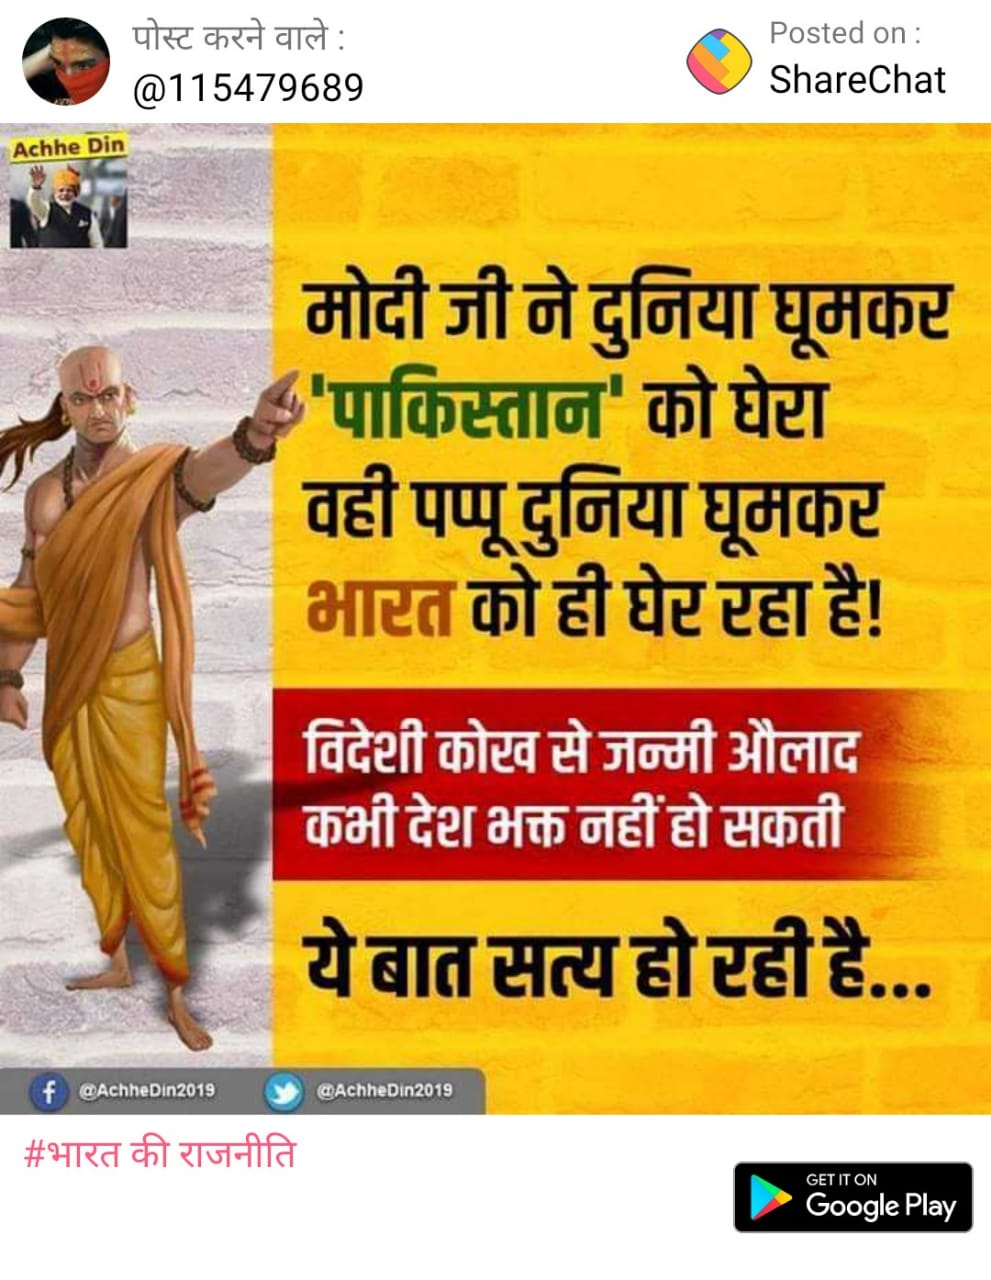 पोस्ट करने वाले :
@115479689
Posted on :
ShareChat
Achhe Din
मोदी जी ने दुनिया घूमकर
'पाकिस्तान' को घेरा
वही पप्पू दुनिया घूमकर
भारत को ही घेर रहा है!
विदेशी कोख से जन्मी औलाद
कभी देश भक्त नहीं हो सकती
ये बात सत्य हो रही है...
@AchheDin2019
@AchheDin2019
#भारत की राजनीति
GET IT ON
Google Play